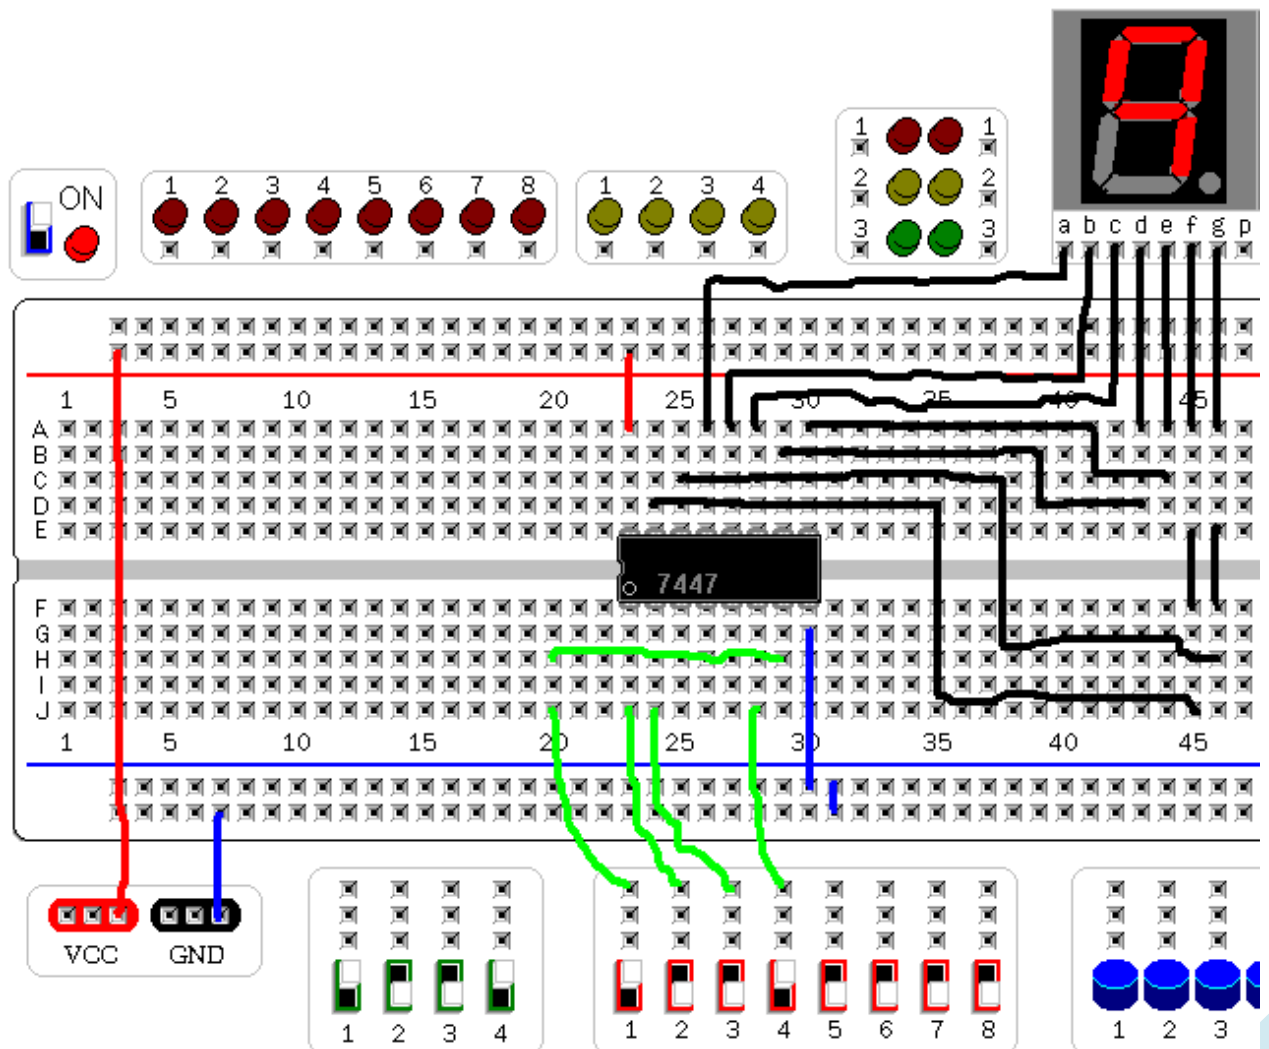 ON
1 2 3 4 5 6 7 8
1 2 3 4
1 1
2 2
3 3
a b c d e f g p
1 5 10 15 20 25 30 35 40 45
A
B
C
D
E
7447
F
G
H
I
J
1 5 10 15 20 25 30 35 40 45
VCC GND
1 2 3 4
1 2 3 4 5 6 7 8
1 2 3